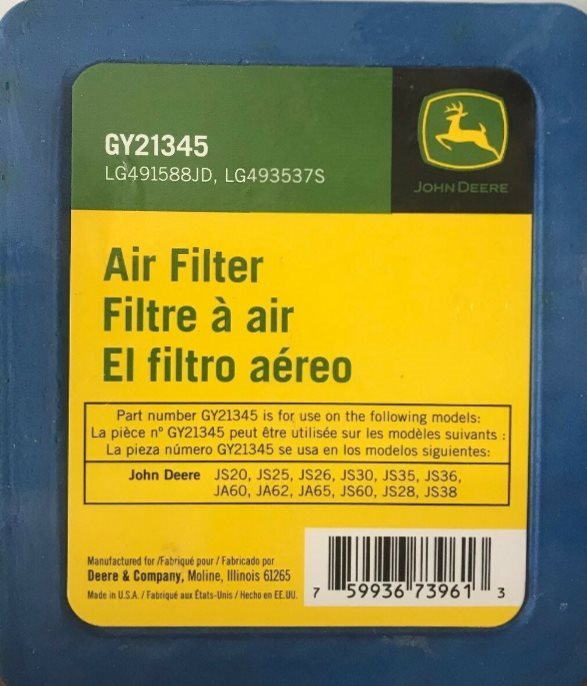 GY21345
LG491588JD, LG493537S
JOHN DEERE
Air Filter
Filtre à air
El filtro aéreo
Part number GY21345 is for use on the following models:
La pièce nº GY21345 peut être utilisée sur les modèles suivants :
La pieza número GY21345 se usa en los modelos siguientes:
John Deere JS20, JS25, JS26, JS30, JS35, JS36,
JA60, JA62, JA65, JS60, JS28, JS38
Manufactured for /Fabriqué pour / Fabricado por
Deere & Company, Moline, Illinois 61265
Made in U.S.A. / Fabriqué aux États-Unis / Hecho en EE.UU.
7 59936 73961 3